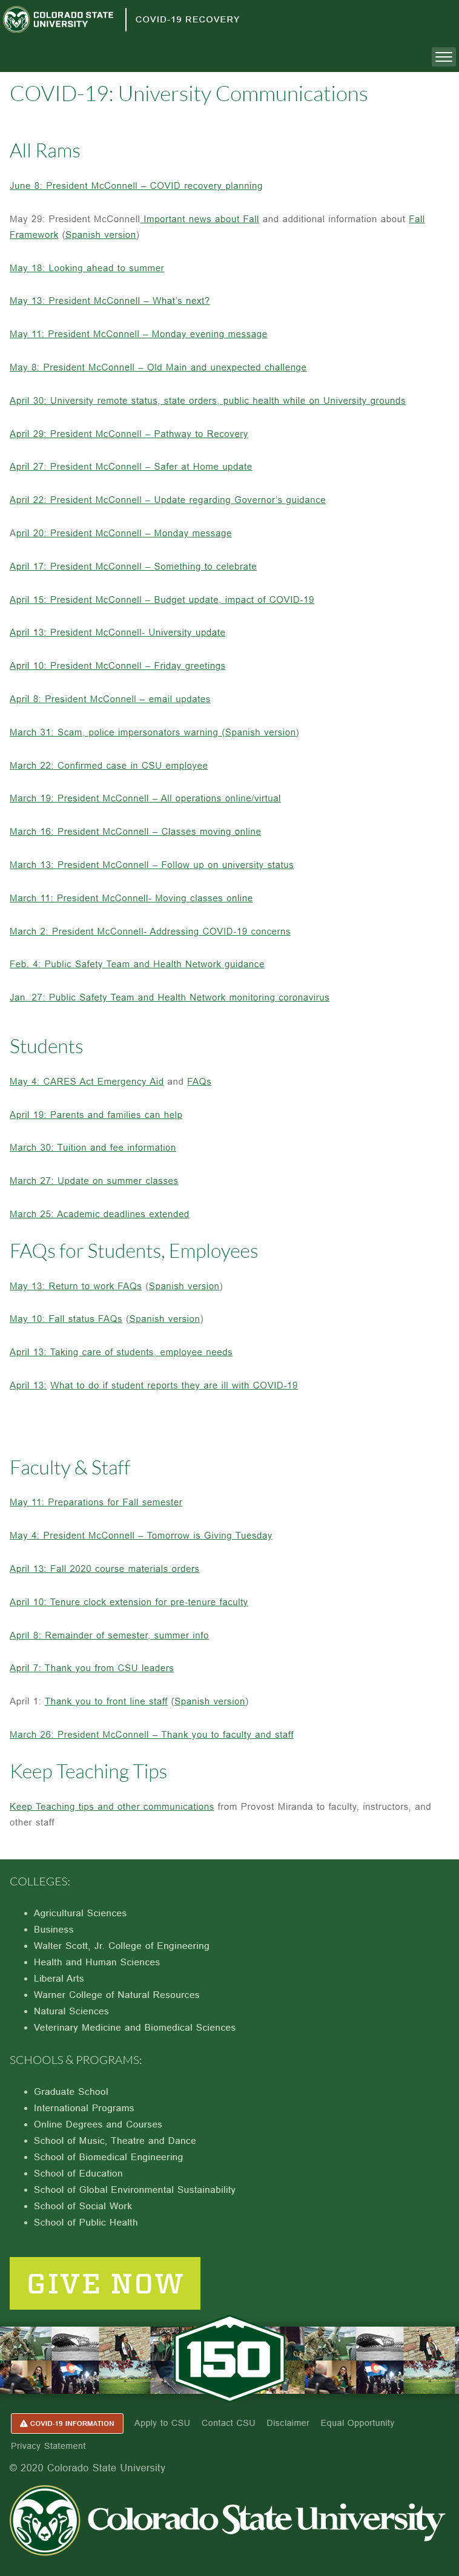 COLORADO STATE
UNIVERSITY
COVID-19 RECOVERY
COVID-19: University Communications
All Rams
June 8: President McConnell – COVID recovery planning
May 29: President McConnell Important news about Fall and additional information about Fall
Framework (Spanish version)
May 18: Looking ahead to summer
May 13: President McConnell – What's next?
May 11: President McConnell – Monday evening message
May 8: President McConnell – Old Main and unexpected challenge
April 30: University remote status, state orders, public health while on University grounds
April 29: President McConnell – Pathway to Recovery
April 27: President McConnell – Safer at Home update
April 22: President McConnell – Update regarding Governor's guidance
April 20: President McConnell – Monday message
April 17: President McConnell – Something to celebrate
April 15: President McConnell – Budget update, impact of COVID-19
April 13: President McConnell- University update
April 10: President McConnell – Friday greetings
April 8: President McConnell – email updates
March 31: Scam, police impersonators warning (Spanish version)
March 22: Confirmed case in CSU employee
March 19: President McConnell – All operations online/virtual
March 16: President McConnell – Classes moving online
March 13: President McConnell – Follow up on university status
March 11: President McConnell- Moving classes online
March 2: President McConnell- Addressing COVID-19 concerns
Feb. 4: Public Safety Team and Health Network guidance
Jan. 27: Public Safety Team and Health Network monitoring coronavirus
Students
May 4: CARES Act Emergency Aid and FAQs
April 19: Parents and families can help
March 30: Tuition and fee information
March 27: Update on summer classes
March 25: Academic deadlines extended
FAQs for Students, Employees
May 13: Return to work FAQs (Spanish version)
May 10: Fall status FAQs (Spanish version)
April 13: Taking care of students, employee needs
April 13: What to do if student reports they are ill with COVID-19
Faculty & Staff
May 11: Preparations for Fall semester
May 4: President McConnell – Tomorrow is Giving Tuesday
April 13: Fall 2020 course materials orders
April 10: Tenure clock extension for pre-tenure faculty
April 8: Remainder of semester, summer info
April 7: Thank you from CSU leaders
April 1: Thank you to front line staff (Spanish version)
March 26: President McConnell – Thank you to faculty and staff
Keep Teaching Tips
Keep Teaching tips and other communications from Provost Miranda to faculty, instructors, and
other staff
COLLEGES:
• Agricultural Sciences
• Business
• Walter Scott, Jr. College of Engineering
• Health and Human Sciences
• Liberal Arts
• Warner College of Natural Resources
• Natural Sciences
• Veterinary Medicine and Biomedical Sciences
SCHOOLS & PROGRAMS:
• Graduate School
• International Programs
• Online Degrees and Courses
• School of Music, Theatre and Dance
• School of Biomedical Engineering
• School of Education
• School of Global Environmental Sustainability
• School of Social Work
• School of Public Health
GIVE NOW
150
COVID-19 INFORMATION Apply to CSU Contact CSU Disclaimer Equal Opportunity
Privacy Statement
© 2020 Colorado State University
Colorado State University